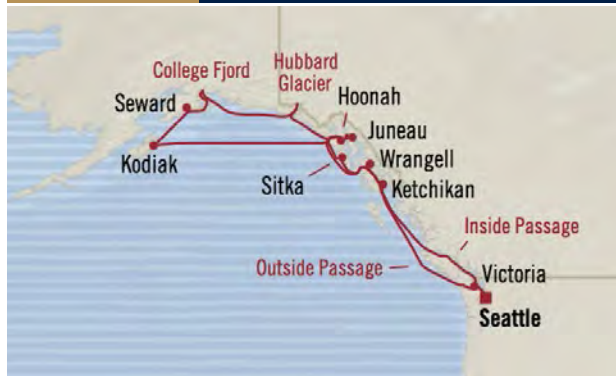 College Fjord
Hubbard
Glacier
Seward
Hoonah
Juneau
Kodiak
Wrangell
Sitka
Ketchikan
Inside Passage
Outside Passage
Victoria
Seattle